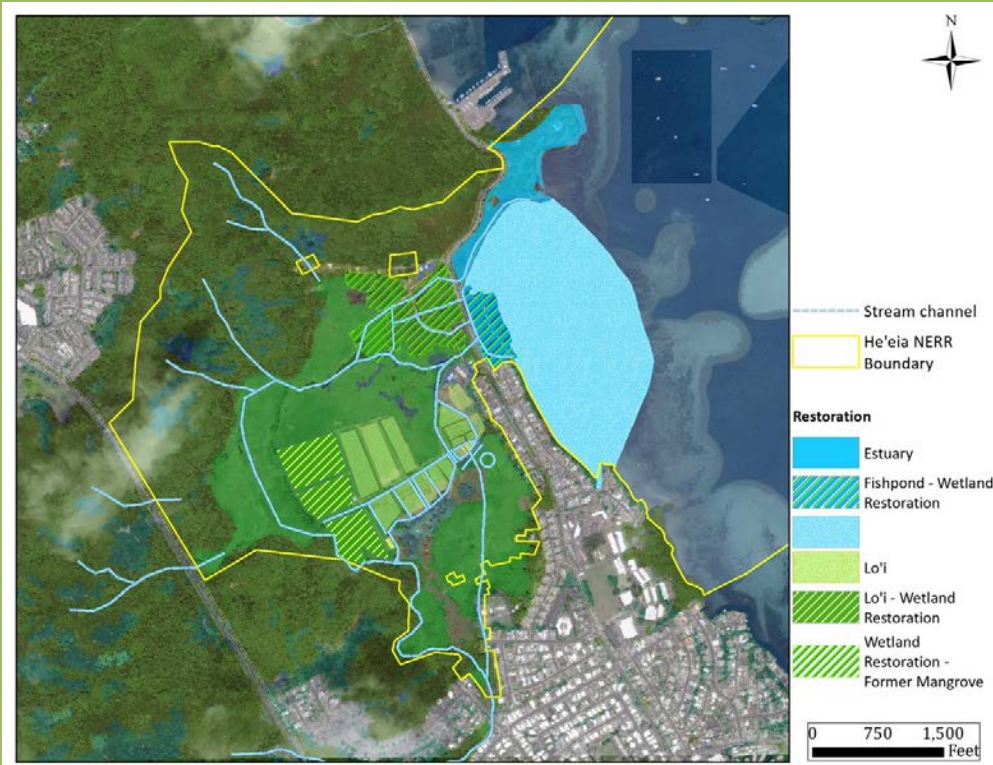 N
Stream channel
He'eia NERR
Boundary
Restoration
Estuary
Fishpond - Wetland
Restoration
Lo'i
Lo'i - Wetland
Restoration
Wetland
Restoration -
Former Mangrove
0 750 1,500
Feet